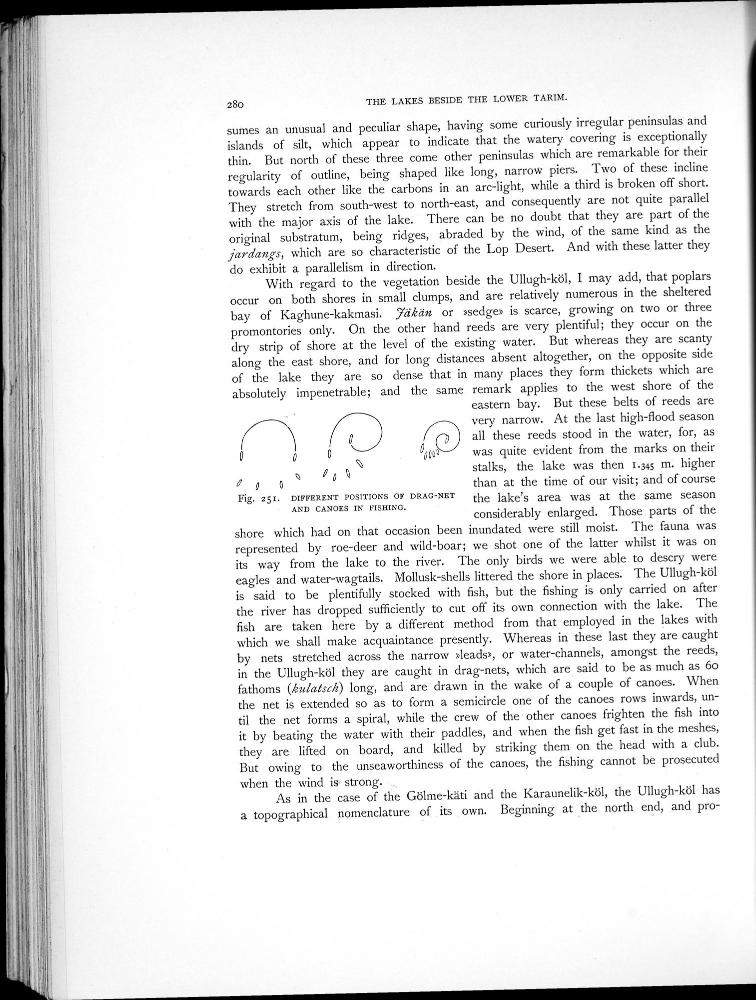 280
THE LAKES BESIDE THE LOWER TARIM.
sumes an unusual and peculiar shape, having some curiously irregular peninsulas and
islands of silt, which appear to indicate that the watery covering is exceptionally
thin. But north of these three come other peninsulas which are remarkable for their
regularity of outline, being shaped like long, narrow piers. Two of these incline
towards each other like the carbons in an arc-light, while a third is broken off short.
They stretch from south-west to north-east, and consequently are not quite parallel
with the major axis of the lake. There can be no doubt that they are part of the
original substratum, being ridges, abraded by the wind, of the same kind as the
jardangs, which are so characteristic of the Lop Desert. And with these latter they
do exhibit a parallelism in direction.
With regard to the vegetation beside the Ullugh-köl, I may add, that poplars
occur on both shores in small clumps, and are relatively numerous in the sheltered
bay of Kaghune-kakmasi. Jäkän or »sedge» is scarce, growing on two or three
promontories only. On the other hand reeds are very plentiful; they occur on the
dry strip of shore at the level of the existing water. But whereas they are scanty
along the east shore, and for long distances absent altogether, on the opposite side
of the lake they are so dense that in many places they form thickets which are
absolutely impenetrable; and the same remark applies to the west shore of the
eastern bay. But these belts of reeds are
very narrow. At the last high-flood season
all these reeds stood in the water, for, as
was quite evident from the marks on their
stalks, the lake was then 1.345 m. higher
than at the time of our visit; and of course
the lake's area was at the same season
considerably enlarged. Those parts of the
Fig. 251. DIFFERENT POSITIONS OF DRAG-NET
AND CANOES IN FISHING.
shore which had on that occasion been inundated were still moist. The fauna was
represented by roe-deer and wild-boar; we shot one of the latter whilst it was on
its way from the lake to the river. The only birds we were able to descry were
eagles and water-wagtails. Mollusk-shells littered the shore in places. The Ullugh-köl
is said to be plentifully stocked with fish, but the fishing is only carried on after
the river has dropped sufficiently to cut off its own connection with the lake. The
fish are taken here by a different method from that employed in the lakes with
which we shall make acquaintance presently. Whereas in these last they are caught
by nets stretched across the narrow »leads», or water-channels, amongst the reeds,
in the Ullugh-köl they are caught in drag-nets, which are said to be as much as 60
fathoms (kulatsch) long, and are drawn in the wake of a couple of canoes. When
the net is extended so as to form a semicircle one of the canoes rows inwards, un-
til the net forms a spiral, while the crew of the other canoes frighten the fish into
it by beating the water with their paddles, and when the fish get fast in the meshes,
they are lifted on board, and killed by striking them on the head with a club.
But owing to the unseaworthiness of the canoes, the fishing cannot be prosecuted
when the wind is strong.
As in the case of the Gölme-käti and the Karaunelik-köl, the Ullugh-köl has
a topographical nomenclature of its own. Beginning at the north end, and pro-